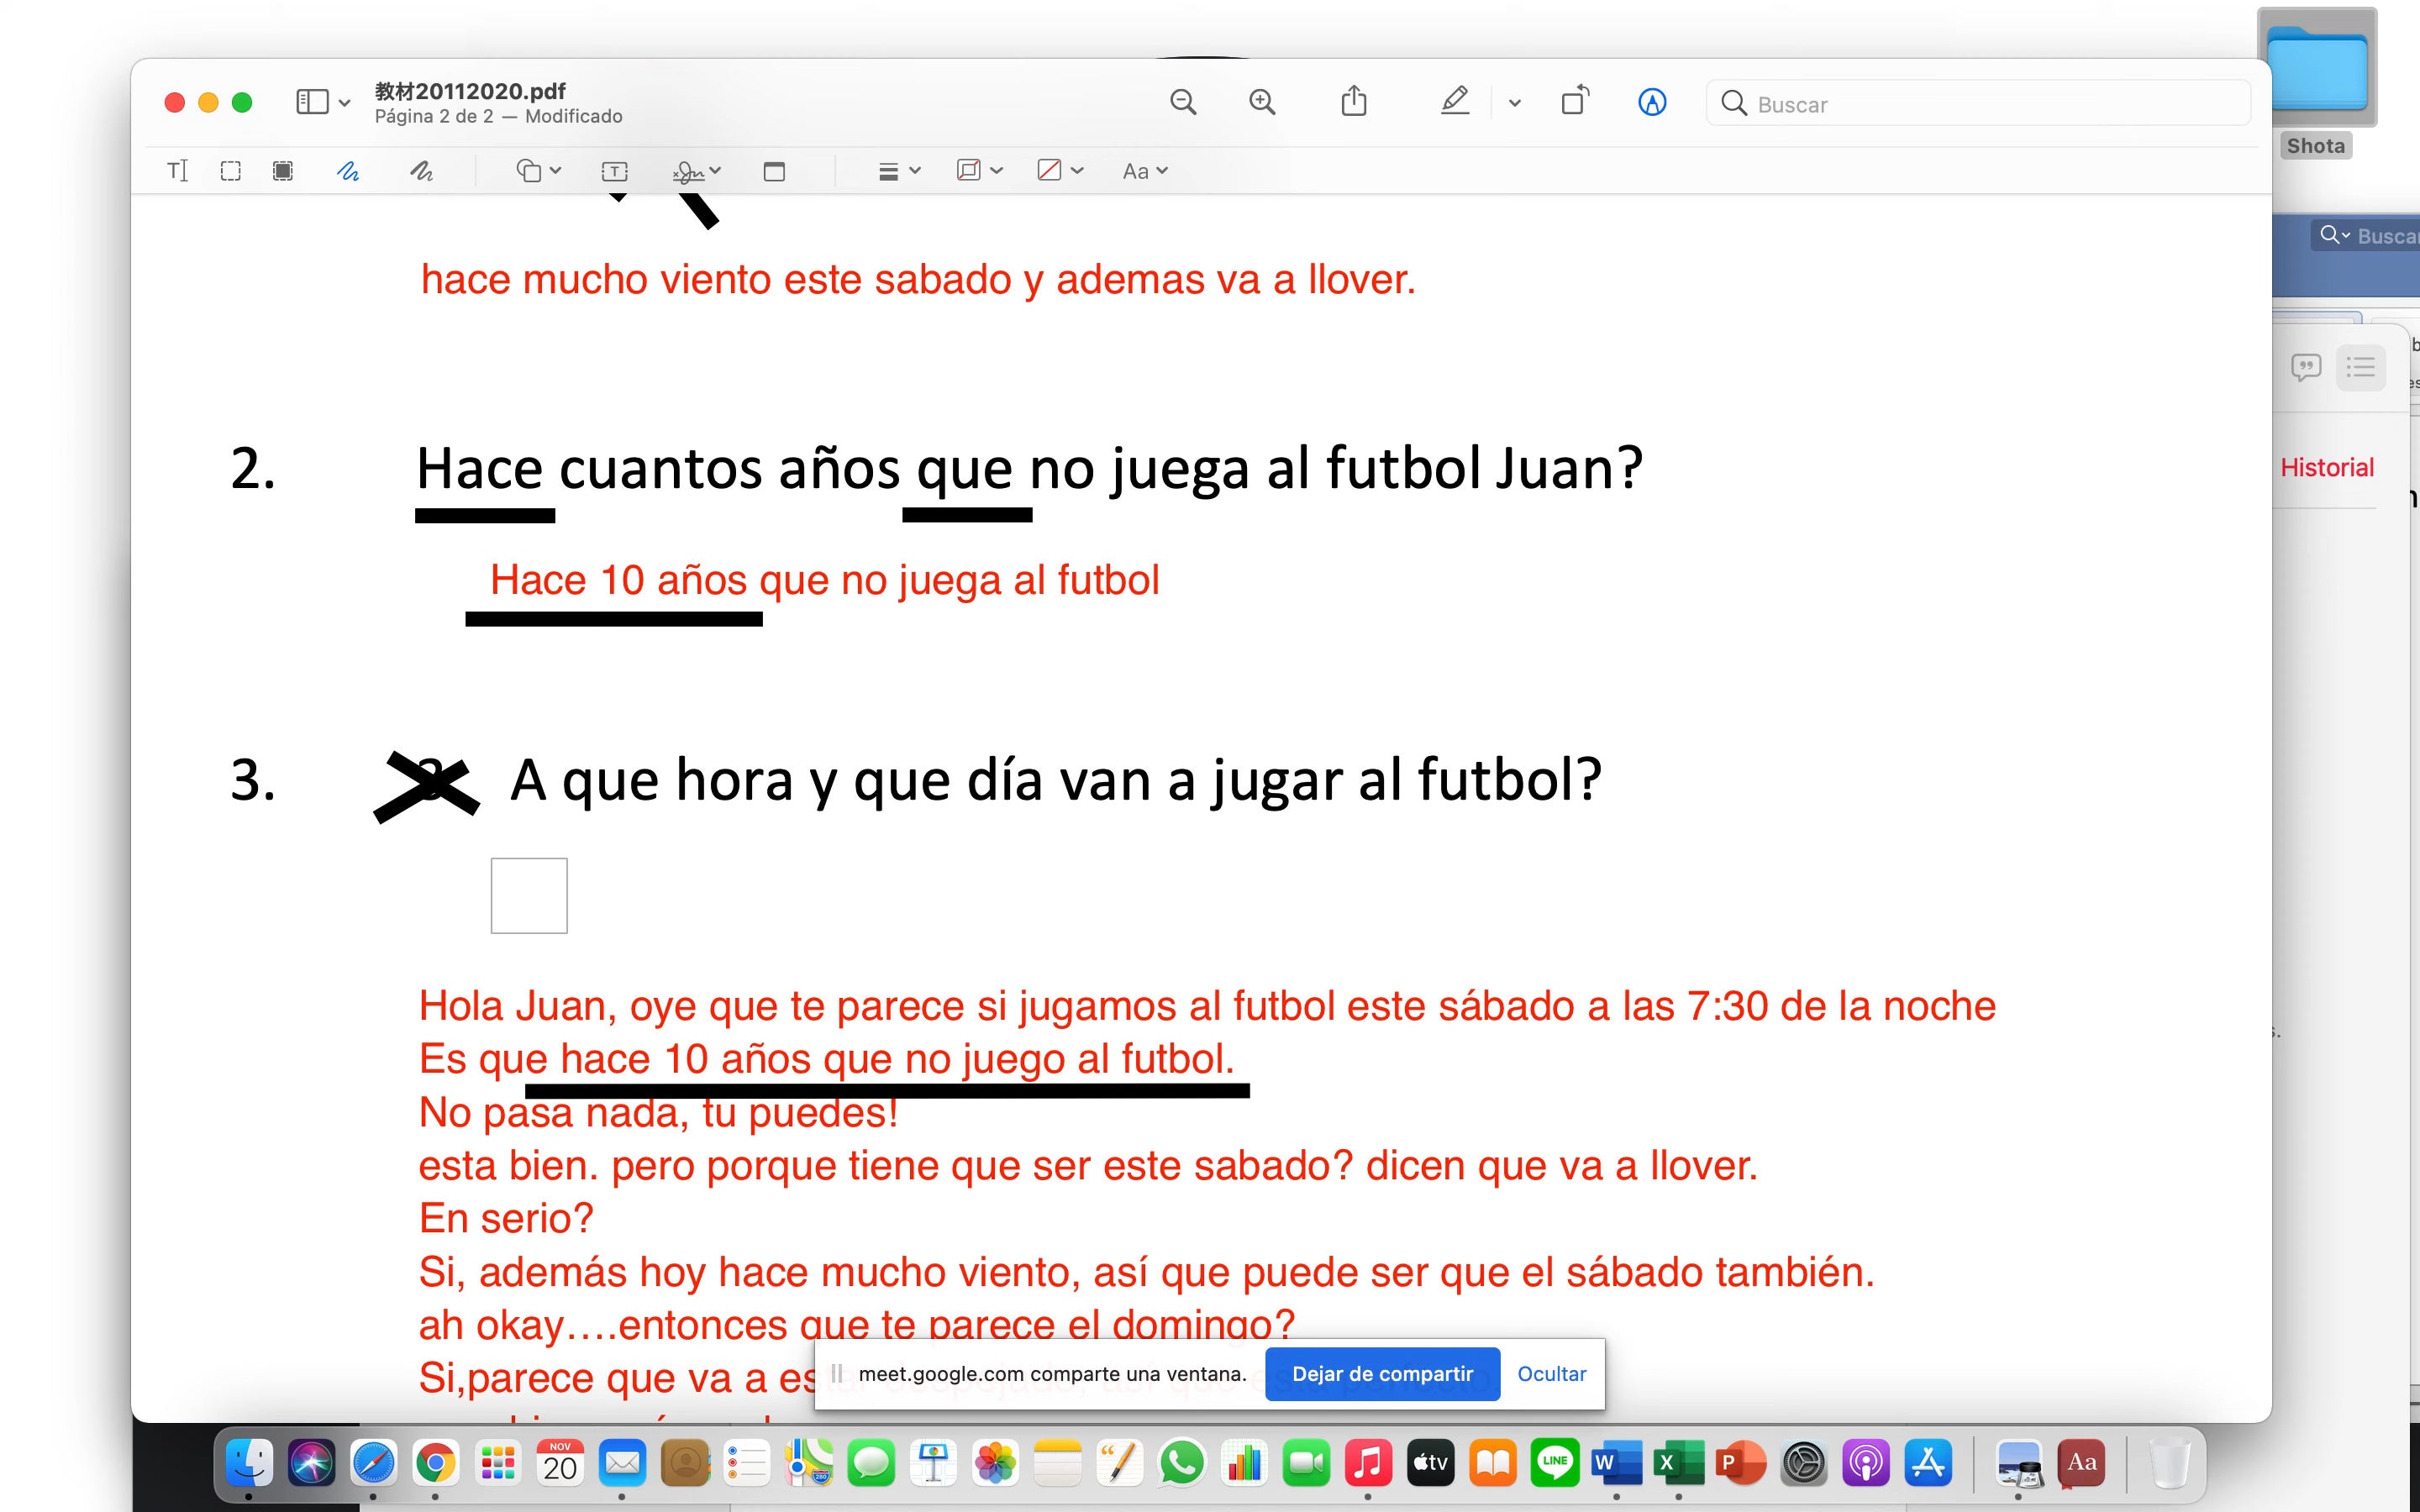 教材20112020.pdf
Página 2 de 2 — Modificado
Buscar
Shota
Aa
Buscar
hace mucho viento este sabado y ademas va a llover.
2. Hace cuantos años que no juega al futbol Juan?
Historial
Hace 10 años que no juega al futbol
3. A que hora y que día van a jugar al futbol?
Hola Juan, oye que te parece si jugamos al futbol este sábado a las 7:30 de la noche
Es que hace 10 años que no juego al futbol.
No pasa nada, tu puedes!
esta bien. pero porque tiene que ser este sabado? dicen que va a llover.
En serio?
Si, además hoy hace mucho viento, así que puede ser que el sábado también.
ah okay....entonces que te parece el domingo?
Si,parece que va a
meet.google.com comparte una ventana. Dejar de compartir Ocultar
NOV
20
280
tv
LINE
W
X
P
Aa